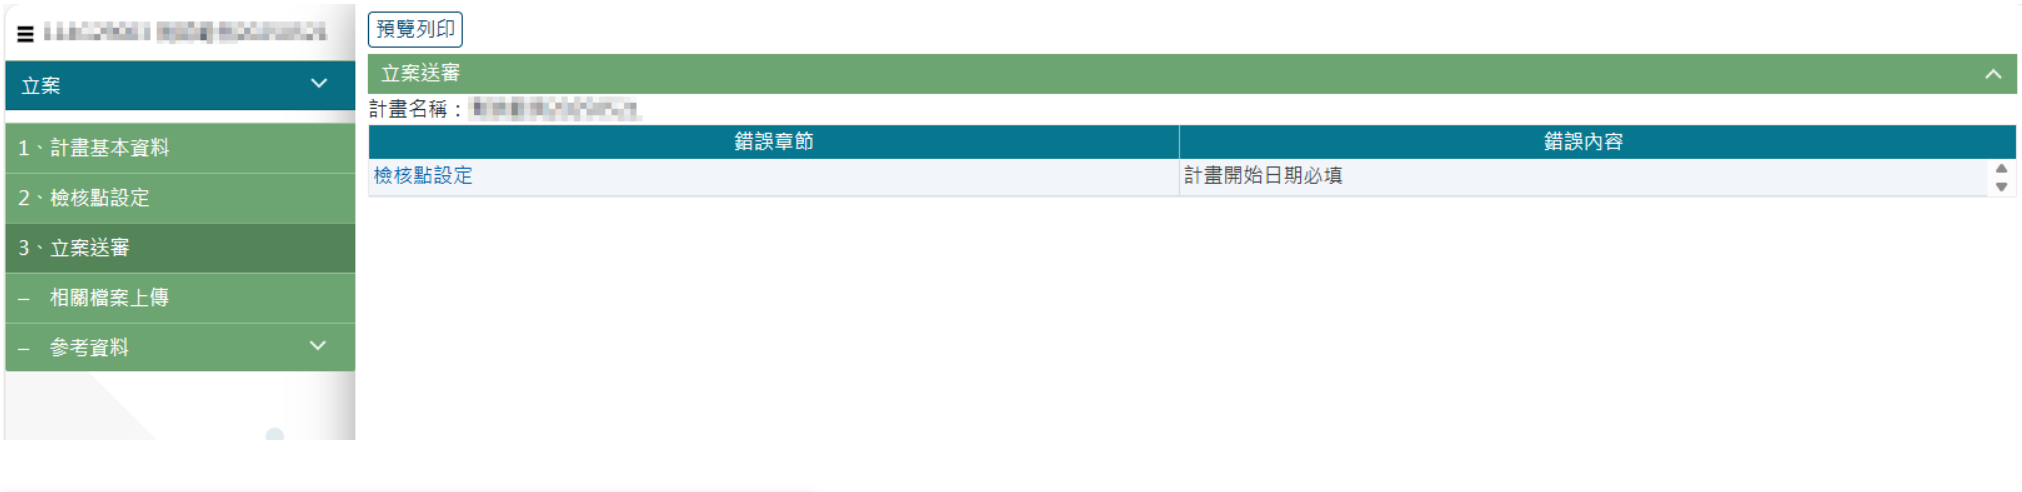 預覽列印
立案
立案送審
計畫名稱：
錯誤章節 錯誤內容
檢核點設定 計畫開始日期必填
1、計畫基本資料
2、檢核點設定
3、立案送審
– 相關檔案上傳
– 參考資料